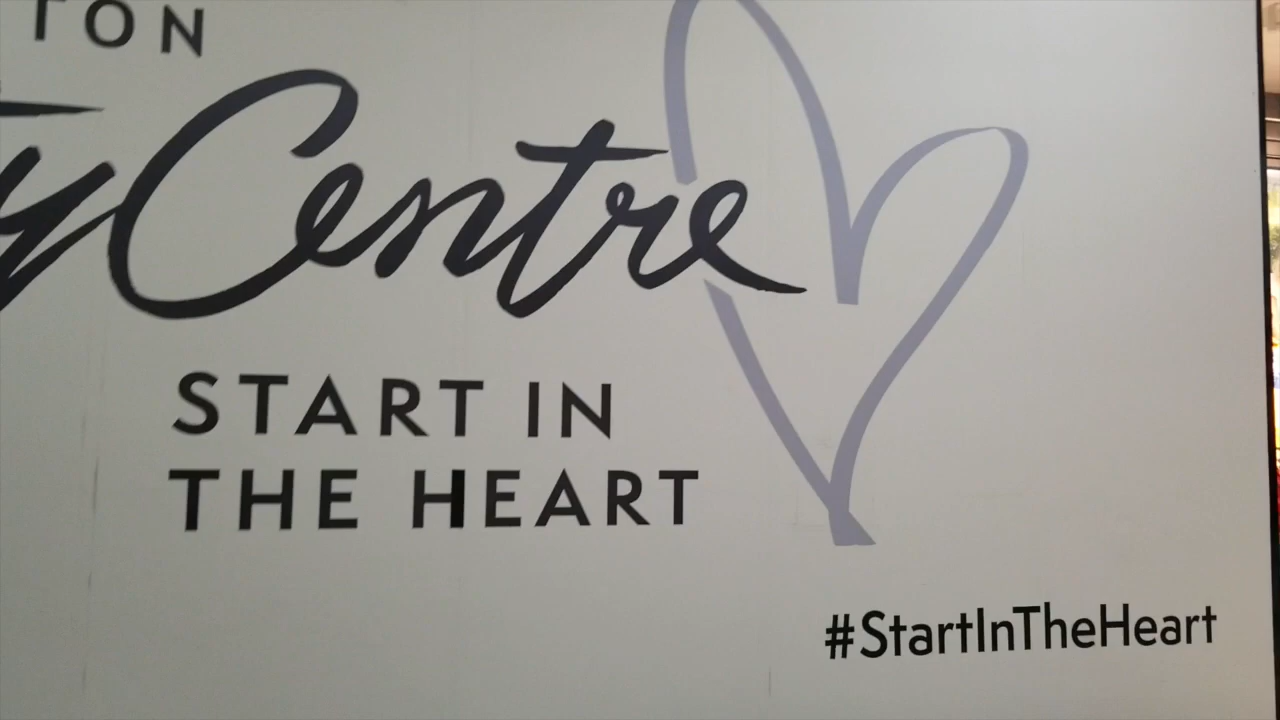 TON
y Centre
START IN
THE HEART
#StartInTheHeart